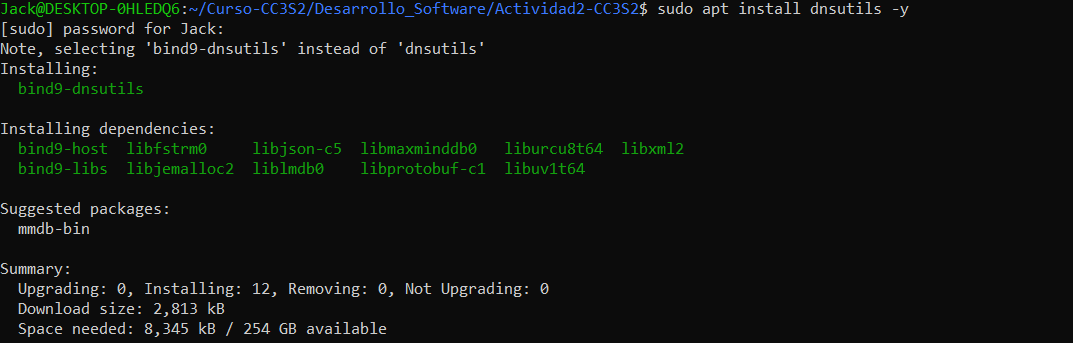 Jack@DESKTOP-0HLEDQ6:~/Curso-CC3S2/Desarrollo_Software/Actividad2-CC3S2$ sudo apt install dnsutils -y
[sudo] password for Jack:
Note, selecting 'bind9-dnsutils' instead of 'dnsutils'
Installing:
  bind9-dnsutils

Installing dependencies:
  bind9-host  libfstrm0     libjson-c5  libmaxminddb0   liburcu8t64  libxml2
  bind9-libs  libjemalloc2  liblmdb0    libprotobuf-c1  libuv1t64

Suggested packages:
  mmdb-bin

Summary:
  Upgrading: 0, Installing: 12, Removing: 0, Not Upgrading: 0
  Download size: 2,813 kB
  Space needed: 8,345 kB / 254 GB available